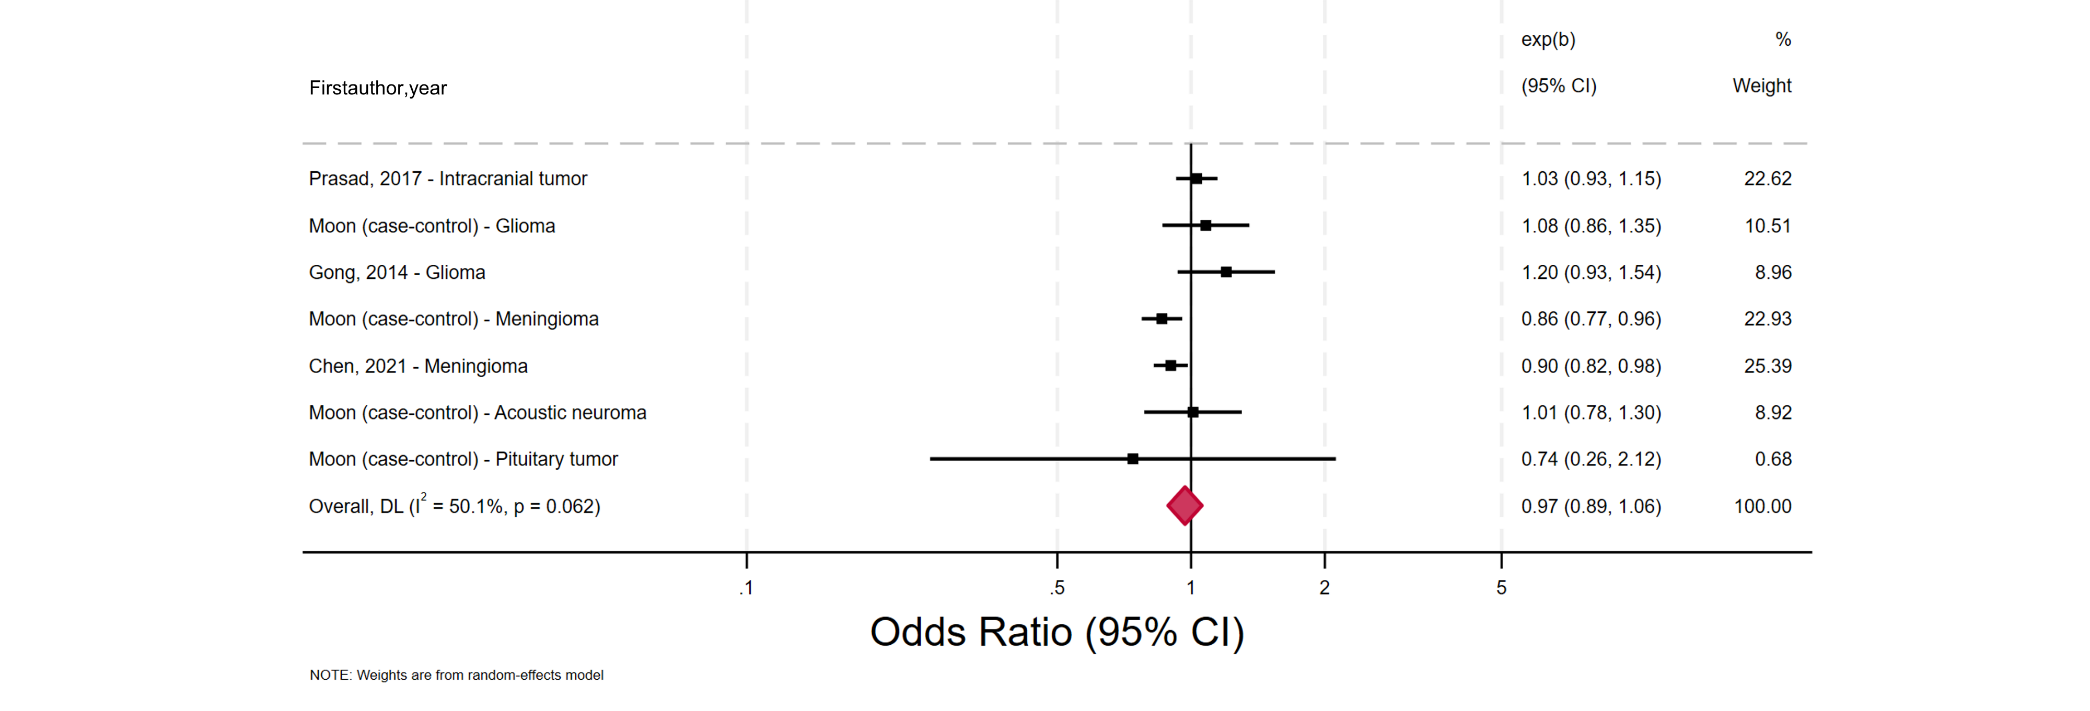 exp(b) %
Firstauthor,year (95% CI) Weight
Prasad, 2017 - Intracranial tumor 1.03 (0.93, 1.15) 22.62
Moon (case-control) - Glioma 1.08 (0.86, 1.35) 10.51
Gong, 2014 - Glioma 1.20 (0.93, 1.54) 8.96
Moon (case-control) - Meningioma 0.86 (0.77, 0.96) 22.93
Chen, 2021 - Meningioma 0.90 (0.82, 0.98) 25.39
Moon (case-control) - Acoustic neuroma 1.01 (0.78, 1.30) 8.92
Moon (case-control) - Pituitary tumor 0.74 (0.26, 2.12) 0.68
Overall, DL (I² = 50.1%, p = 0.062) 0.97 (0.89, 1.06) 100.00
.1 .5 1 2 5
Odds Ratio (95% CI)
NOTE: Weights are from random-effects model